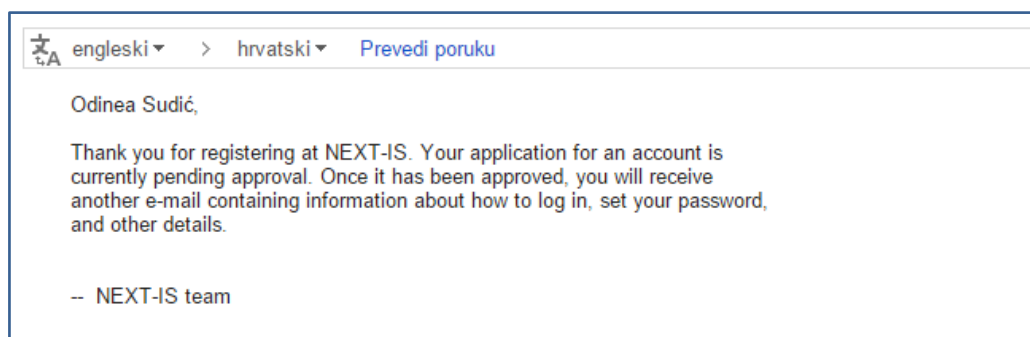 engleski > hrvatski Prevedi poruku
Odinea Sudić,
Thank you for registering at NEXT-IS. Your application for an account is
currently pending approval. Once it has been approved, you will receive
another e-mail containing information about how to log in, set your password,
and other details.
-- NEXT-IS team